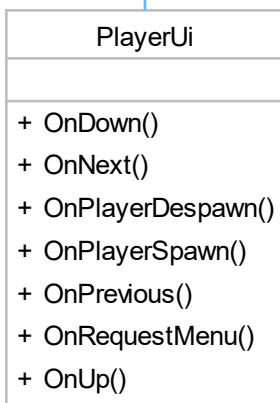 PlayerUi
+ OnDown()
+ OnNext()
+ OnPlayerDespawn()
+ OnPlayerSpawn()
+ OnPrevious()
+ OnRequestMenu()
+ OnUp()